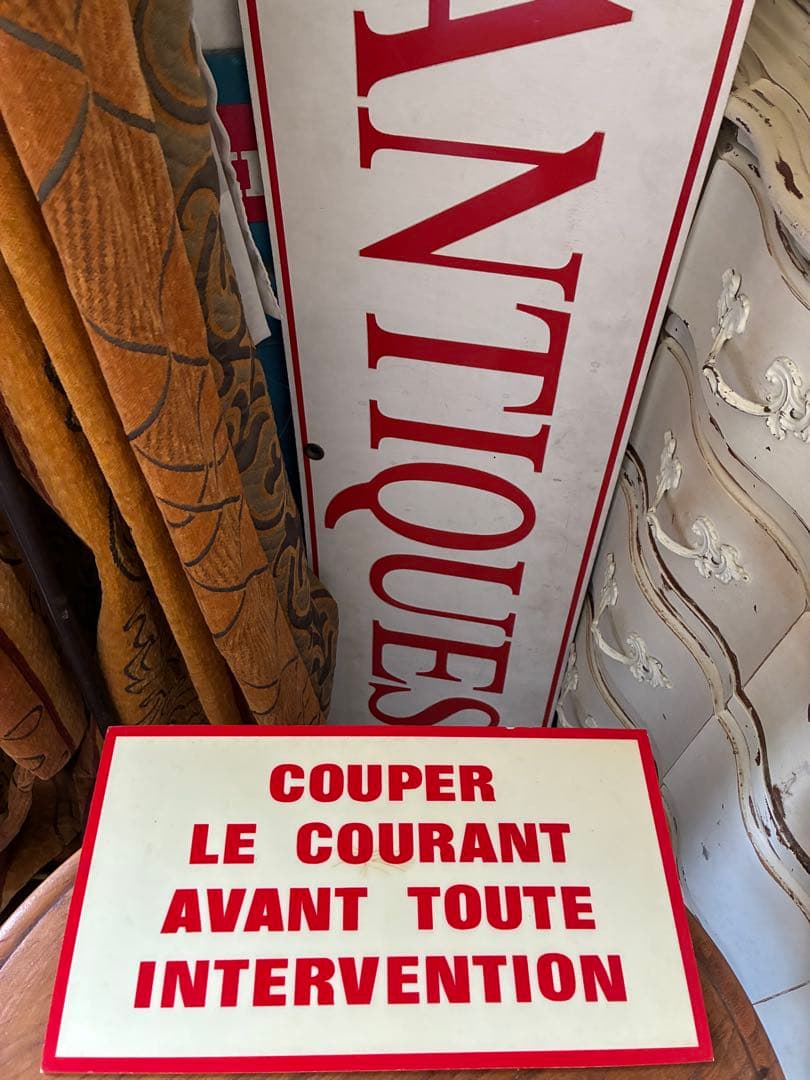 ANTIQUES
COUPER
LE COURANT
AVANT TOUTE
INTERVENTION